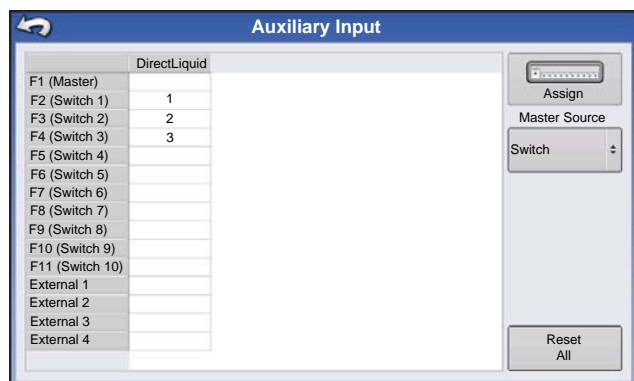 Auxiliary Input
DirectLiquid
F1 (Master)
F2 (Switch 1) 1
F3 (Switch 2) 2
F4 (Switch 3) 3
F5 (Switch 4)
F6 (Switch 5)
F7 (Switch 6)
F8 (Switch 7)
F9 (Switch 8)
F10 (Switch 9)
F11 (Switch 10)
External 1
External 2
External 3
External 4
Assign
Master Source
Switch
Reset
All